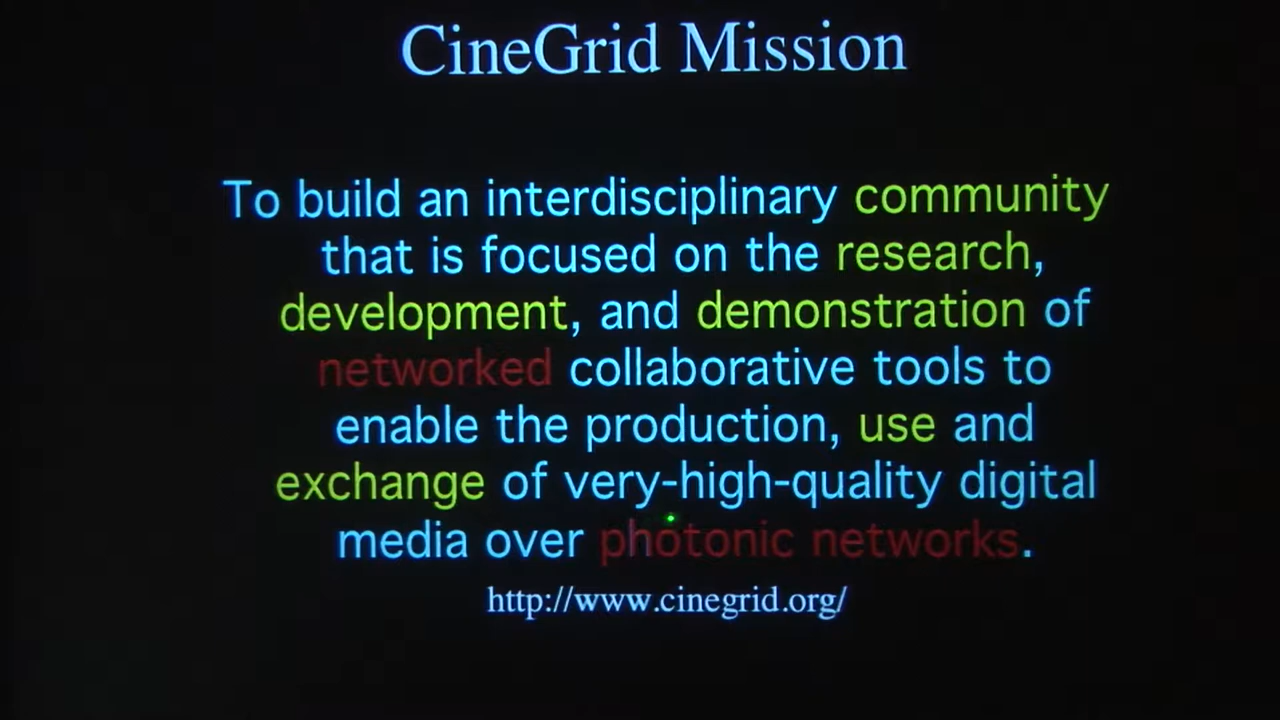 CineGrid Mission
To build an interdisciplinary community
that is focused on the research,
development, and demonstration of
networked collaborative tools to
enable the production, use and
exchange of very-high-quality digital
media over photonic networks.
http://www.cinegrid.org/